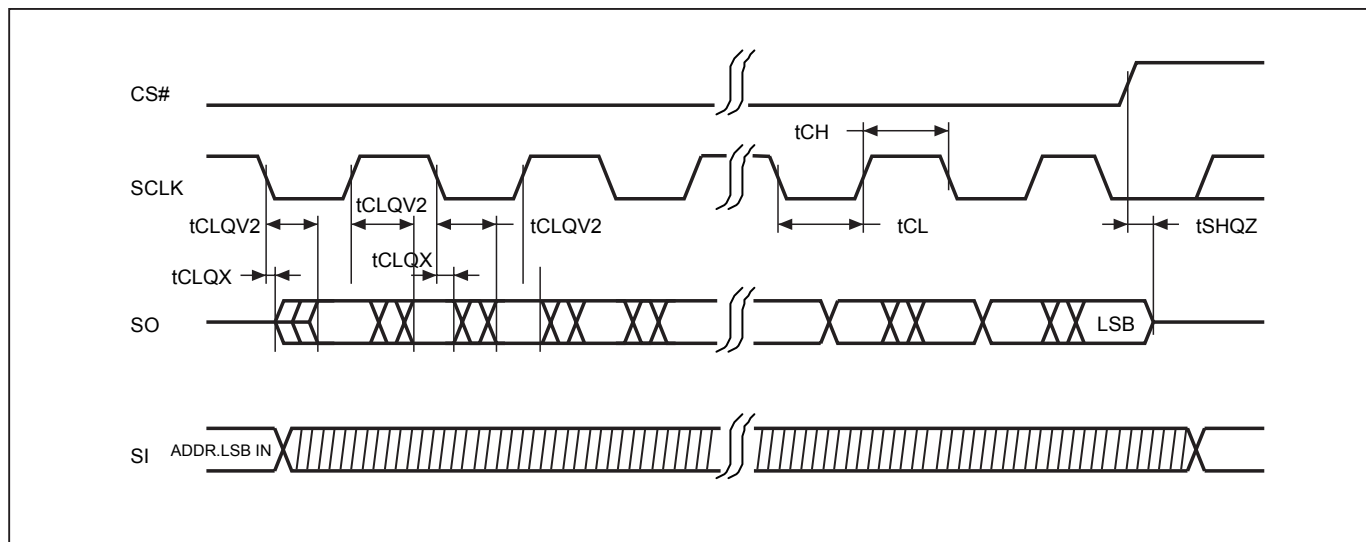 CS#
tCH
SCLK
tCLQV2
tCLQV2
tCLQV2
tCL
tSHQZ
tCLQX
tCLQX
SO
LSB
SI
ADDR.LSB IN